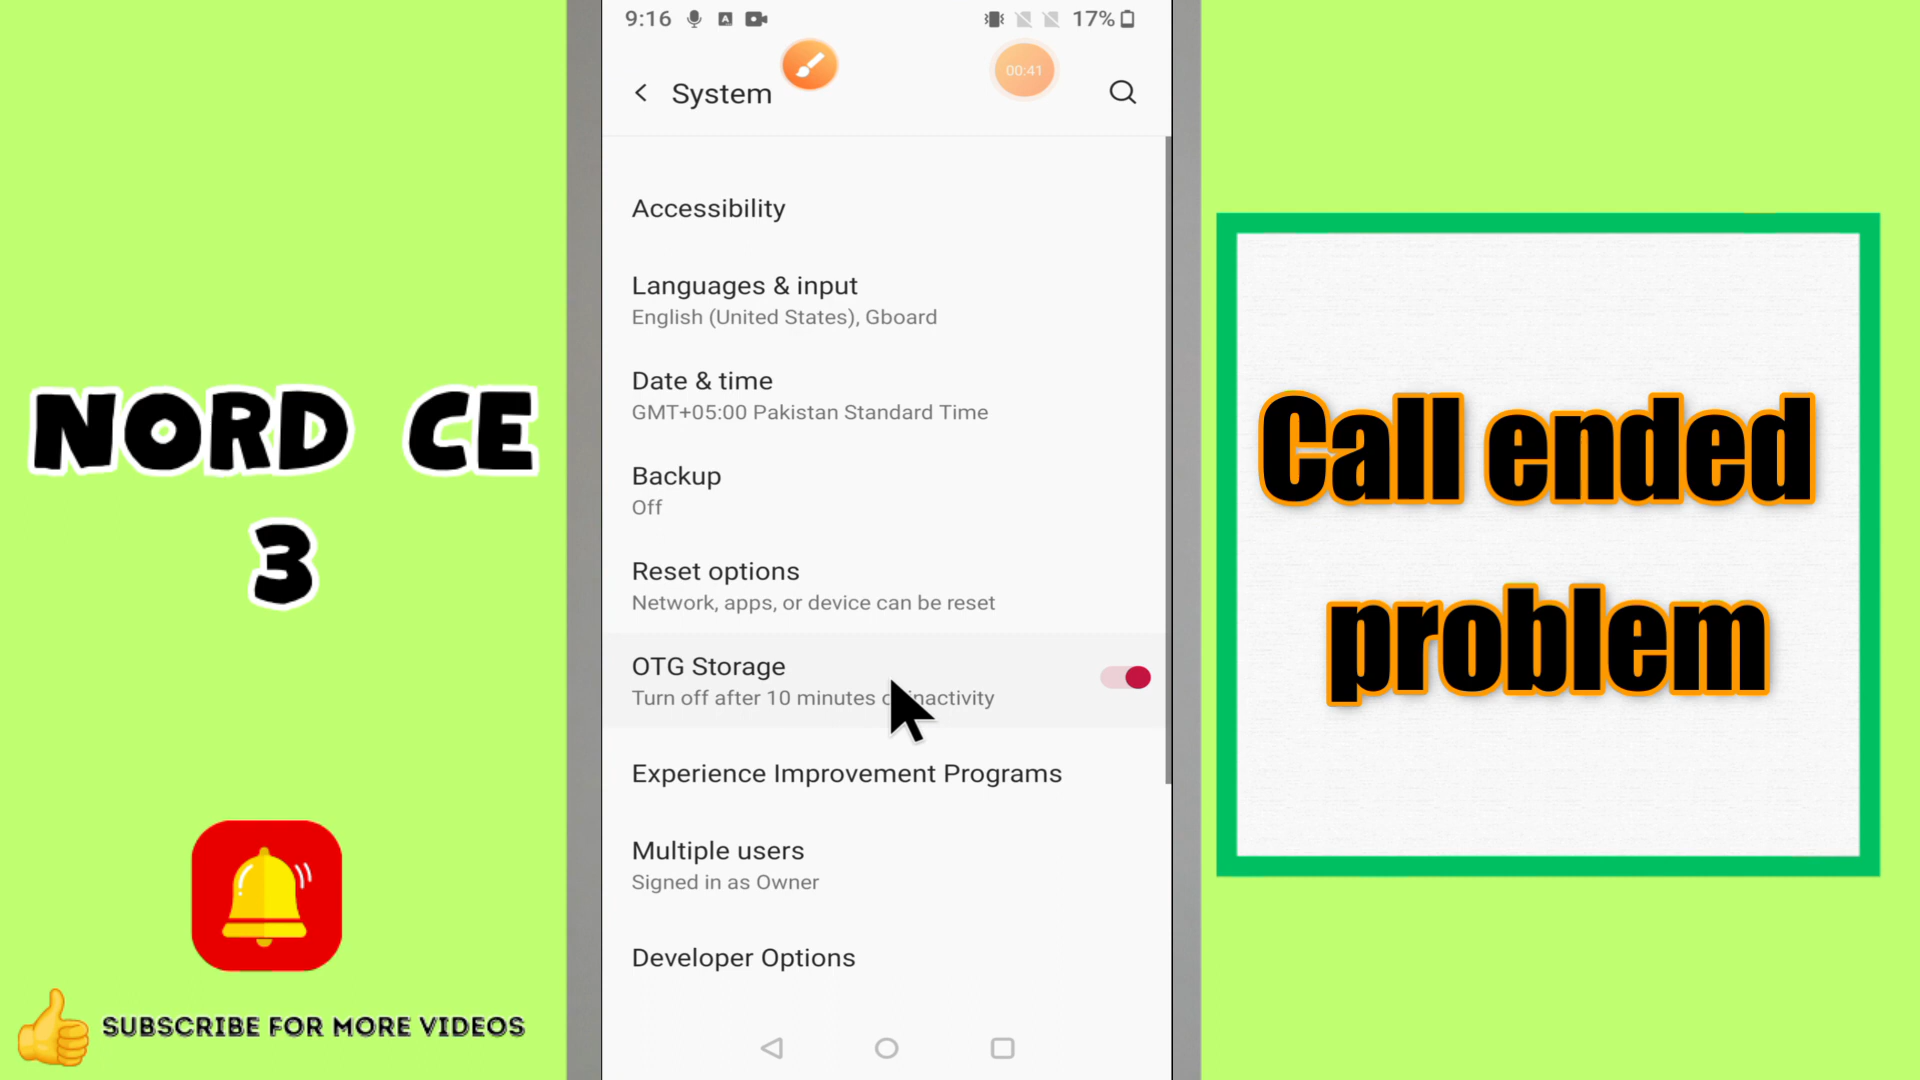 9:16
17%
00:41
System
Accessibility
Languages & input
English (United States), Gboard
Date & time
GMT+05:00 Pakistan Standard Time
Backup
Off
Reset options
Network, apps, or device can be reset
OTG Storage
Turn off after 10 minutes inactivity
Experience Improvement Programs
Multiple users
Signed in as Owner
Developer Options
NORD CE
3
SUBSCRIBE FOR MORE VIDEOS
Call ended
problem